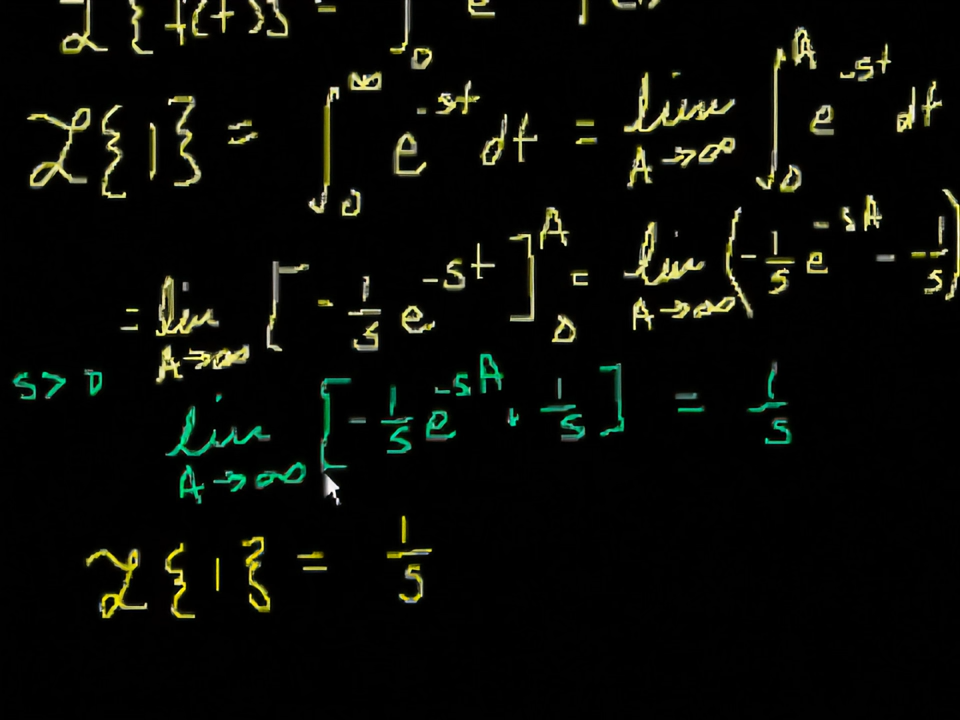 ℒ{f(t)} = ∫₀ e
ℒ{1} = ∫₀^∞ e^{-st} dt = lim_{A→∞} ∫₀^A e^{-st} dt
= lim_{A→∞} [-1/s e^{-st}]₀^A = lim_{A→∞} (-1/s e^{-sA} - -1/s)
s > 0
lim_{A→∞} [-1/s e^{-sA} + 1/s] = 1/s
ℒ{1} = 1/s